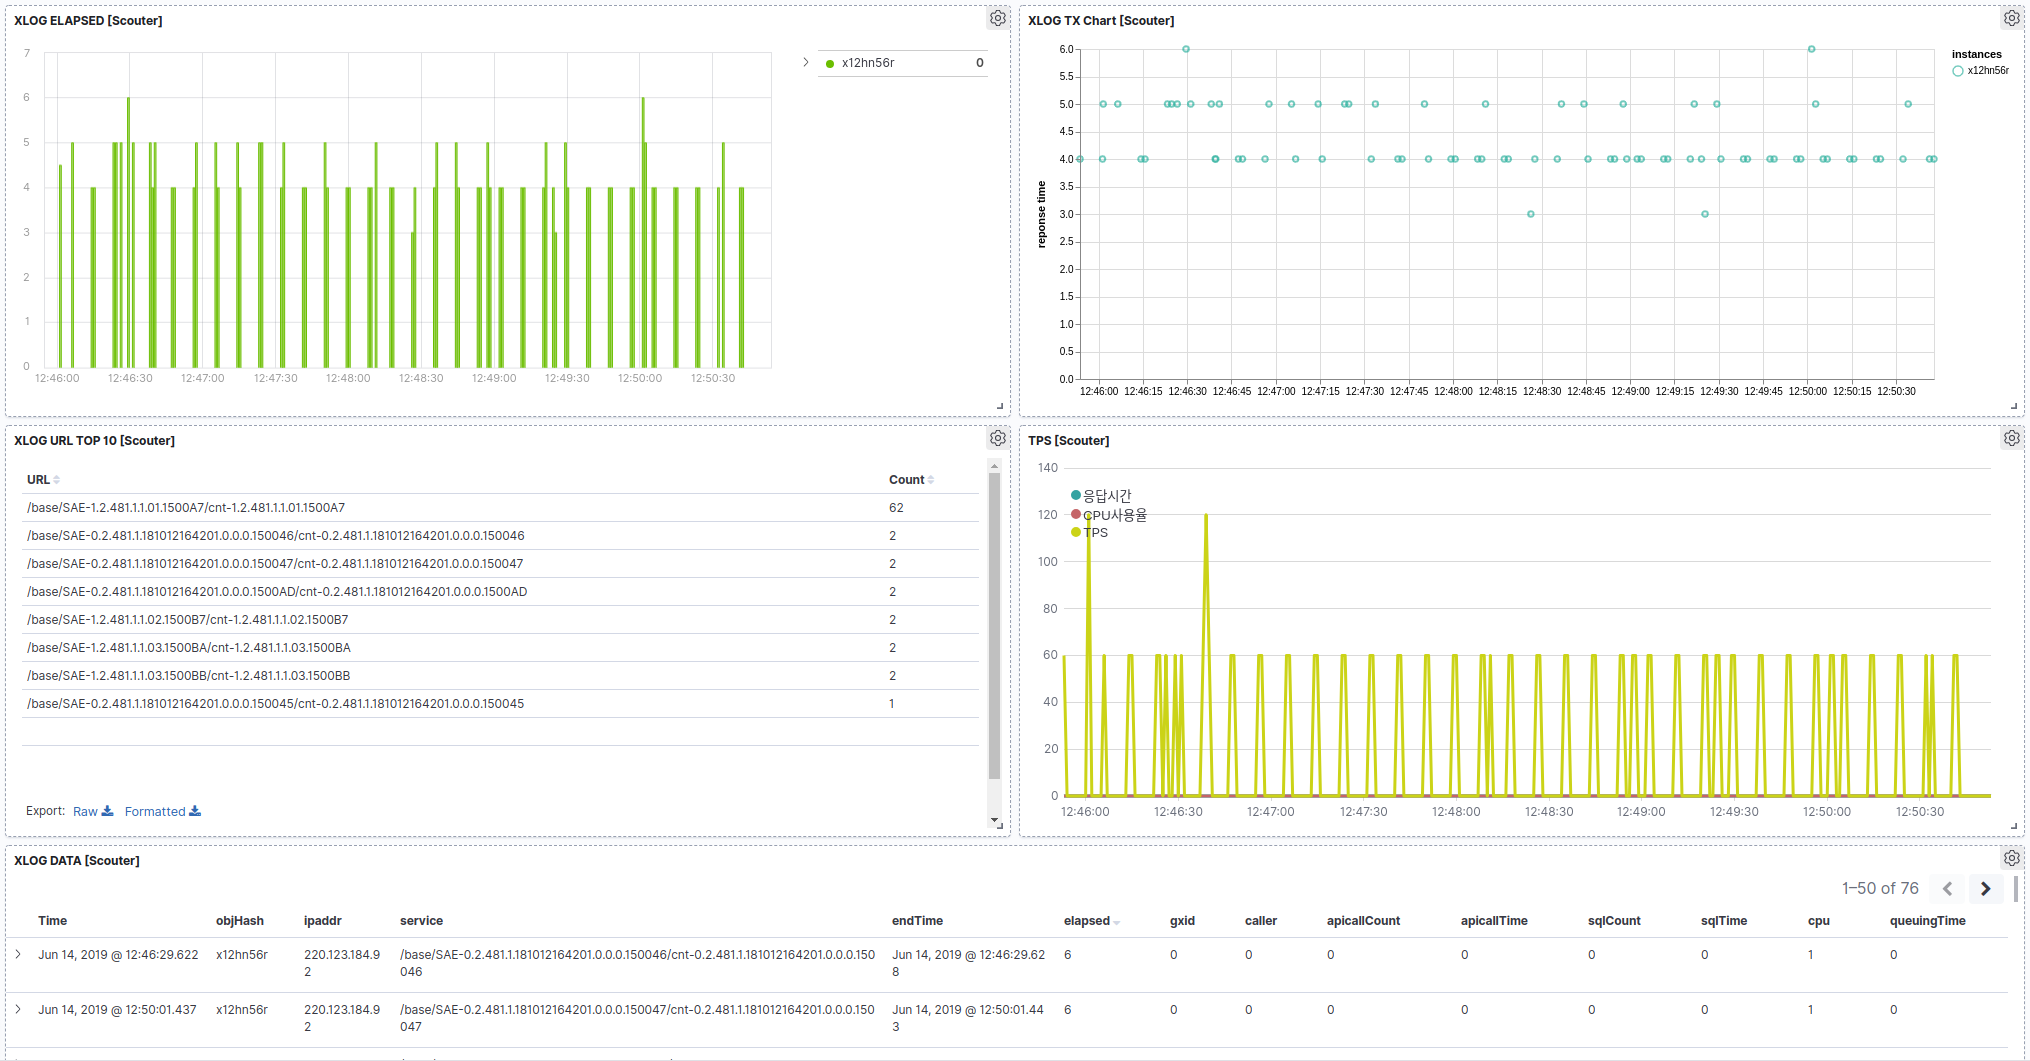 XLOG ELAPSED [Scouter]
7
6
5
4
3
2
1
0
12:46:00 12:46:30 12:47:00 12:47:30 12:48:00 12:48:30 12:49:00 12:49:30 12:50:00 12:50:30
x12hn56r 0
XLOG TX Chart [Scouter]
6.0
5.5
5.0
4.5
4.0
3.5
3.0
2.5
2.0
1.5
1.0
0.5
0.0
reponse time
12:46:00 12:46:15 12:46:30 12:46:45 12:47:00 12:47:15 12:47:30 12:47:45 12:48:00 12:48:15 12:48:30 12:48:45 12:49:00 12:49:15 12:49:30 12:49:45 12:50:00 12:50:15 12:50:30
instances
x12hn56r
XLOG URL TOP 10 [Scouter]
URL Count
/base/SAE-1.2.481.1.1.01.1500A7/cnt-1.2.481.1.1.01.1500A7 62
/base/SAE-0.2.481.1.181012164201.0.0.0.150046/cnt-0.2.481.1.181012164201.0.0.0.150046 2
/base/SAE-0.2.481.1.181012164201.0.0.0.150047/cnt-0.2.481.1.181012164201.0.0.0.150047 2
/base/SAE-0.2.481.1.181012164201.0.0.0.1500AD/cnt-0.2.481.1.181012164201.0.0.0.1500AD 2
/base/SAE-1.2.481.1.1.02.1500B7/cnt-1.2.481.1.1.02.1500B7 2
/base/SAE-1.2.481.1.1.03.1500BA/cnt-1.2.481.1.1.03.1500BA 2
/base/SAE-1.2.481.1.1.03.1500BB/cnt-1.2.481.1.1.03.1500BB 2
/base/SAE-0.2.481.1.181012164201.0.0.0.150045/cnt-0.2.481.1.181012164201.0.0.0.150045 1
Export: Raw Formatted
TPS [Scouter]
140
120
100
80
60
40
20
0
응답시간
CPU사용율
TPS
12:46:00 12:46:30 12:47:00 12:47:30 12:48:00 12:48:30 12:49:00 12:49:30 12:50:00 12:50:30
XLOG DATA [Scouter]
1–50 of 76
Time objHash ipaddr service endTime elapsed gxid caller apicallCount apicallTime sqlCount sqlTime cpu queuingTime
Jun 14, 2019 @ 12:46:29.622 x12hn56r 220.123.184.9 /base/SAE-0.2.481.1.181012164201.0.0.0.150046/cnt-0.2.481.1.181012164201.0.0.0.150 Jun 14, 2019 @ 12:46:29.62 6 0 0 0 0 0 0 1 0
2 046 8
Jun 14, 2019 @ 12:50:01.437 x12hn56r 220.123.184.9 /base/SAE-0.2.481.1.181012164201.0.0.0.150047/cnt-0.2.481.1.181012164201.0.0.0.150 Jun 14, 2019 @ 12:50:01.44 6 0 0 0 0 0 0 1 0
2 047 3